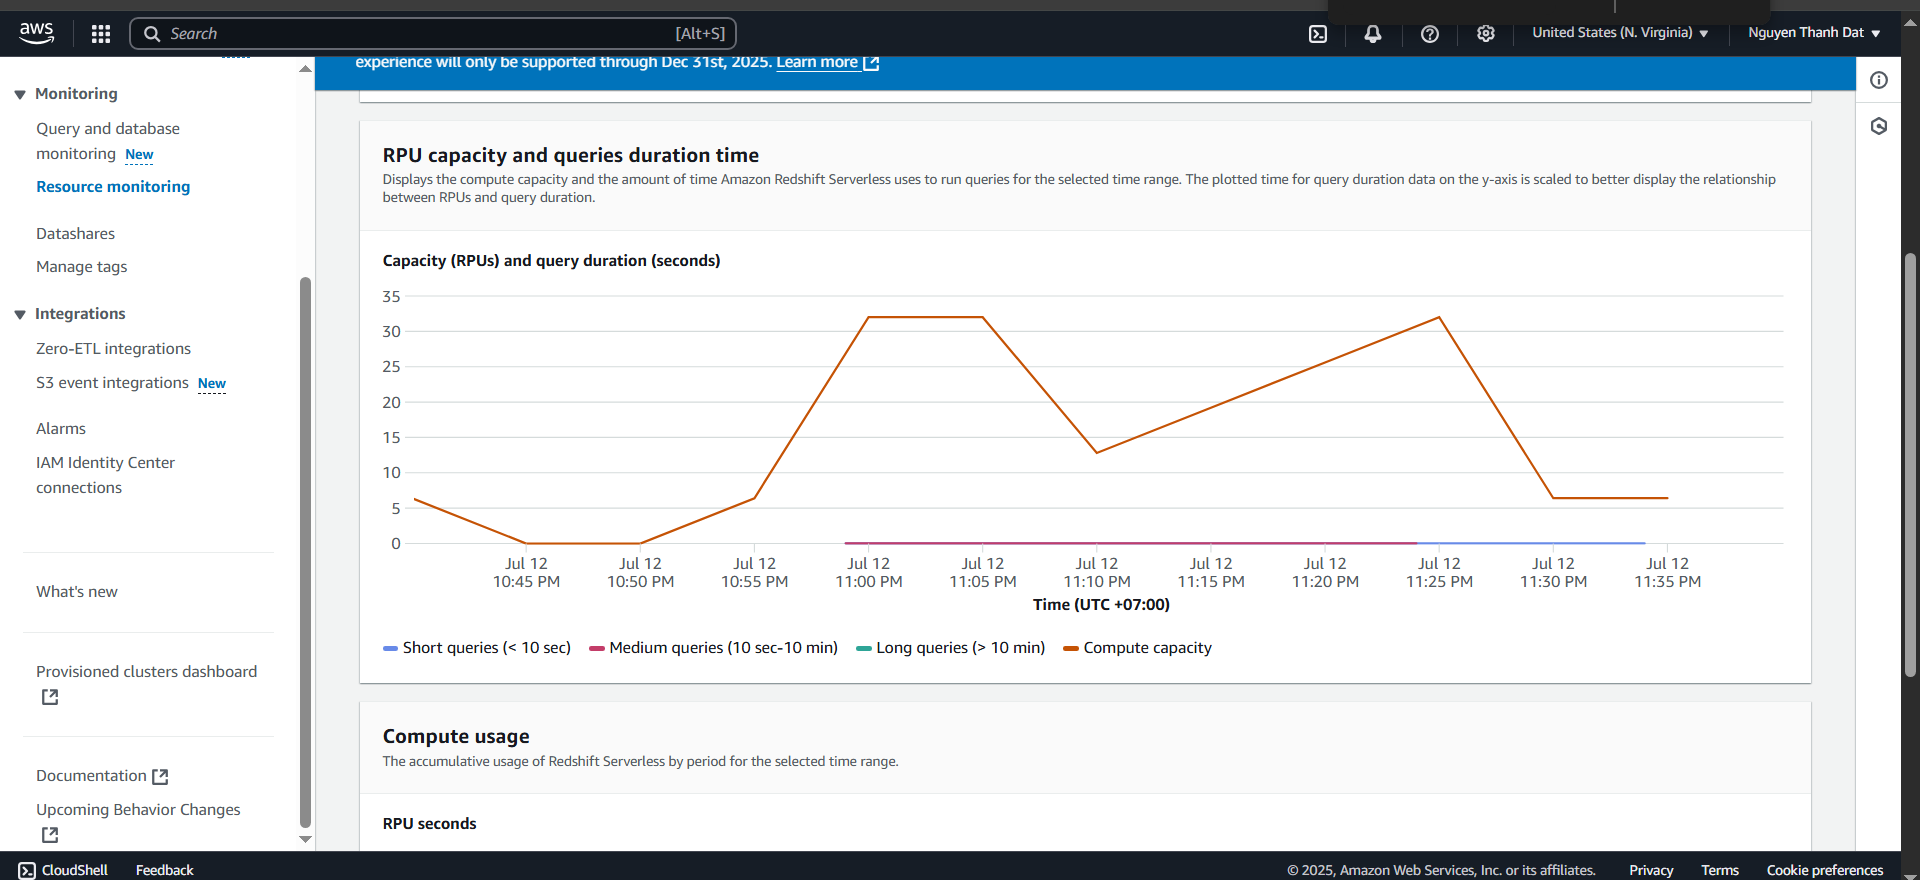 aws
Search
[Alt+S]
United States (N. Virginia)
Nguyen Thanh Dat
Monitoring
Query and database
monitoring New
Resource monitoring
Datashares
Manage tags
Integrations
Zero-ETL integrations
S3 event integrations New
Alarms
IAM Identity Center
connections
What's new
Provisioned clusters dashboard
Documentation
Upcoming Behavior Changes
experience will only be supported through Dec 31st, 2025. Learn more
RPU capacity and queries duration time
Displays the compute capacity and the amount of time Amazon Redshift Serverless uses to run queries for the selected time range. The plotted time for query duration data on the y-axis is scaled to better display the relationship
between RPUs and query duration.
Capacity (RPUs) and query duration (seconds)
35
30
25
20
15
10
5
0
Jul 12 Jul 12 Jul 12 Jul 12 Jul 12 Jul 12 Jul 12 Jul 12 Jul 12 Jul 12 Jul 12
10:45 PM 10:50 PM 10:55 PM 11:00 PM 11:05 PM 11:10 PM 11:15 PM 11:20 PM 11:25 PM 11:30 PM 11:35 PM
Time (UTC +07:00)
Short queries (< 10 sec) Medium queries (10 sec-10 min) Long queries (> 10 min) Compute capacity
Compute usage
The accumulative usage of Redshift Serverless by period for the selected time range.
RPU seconds
CloudShell Feedback
© 2025, Amazon Web Services, Inc. or its affiliates. Privacy Terms Cookie preferences